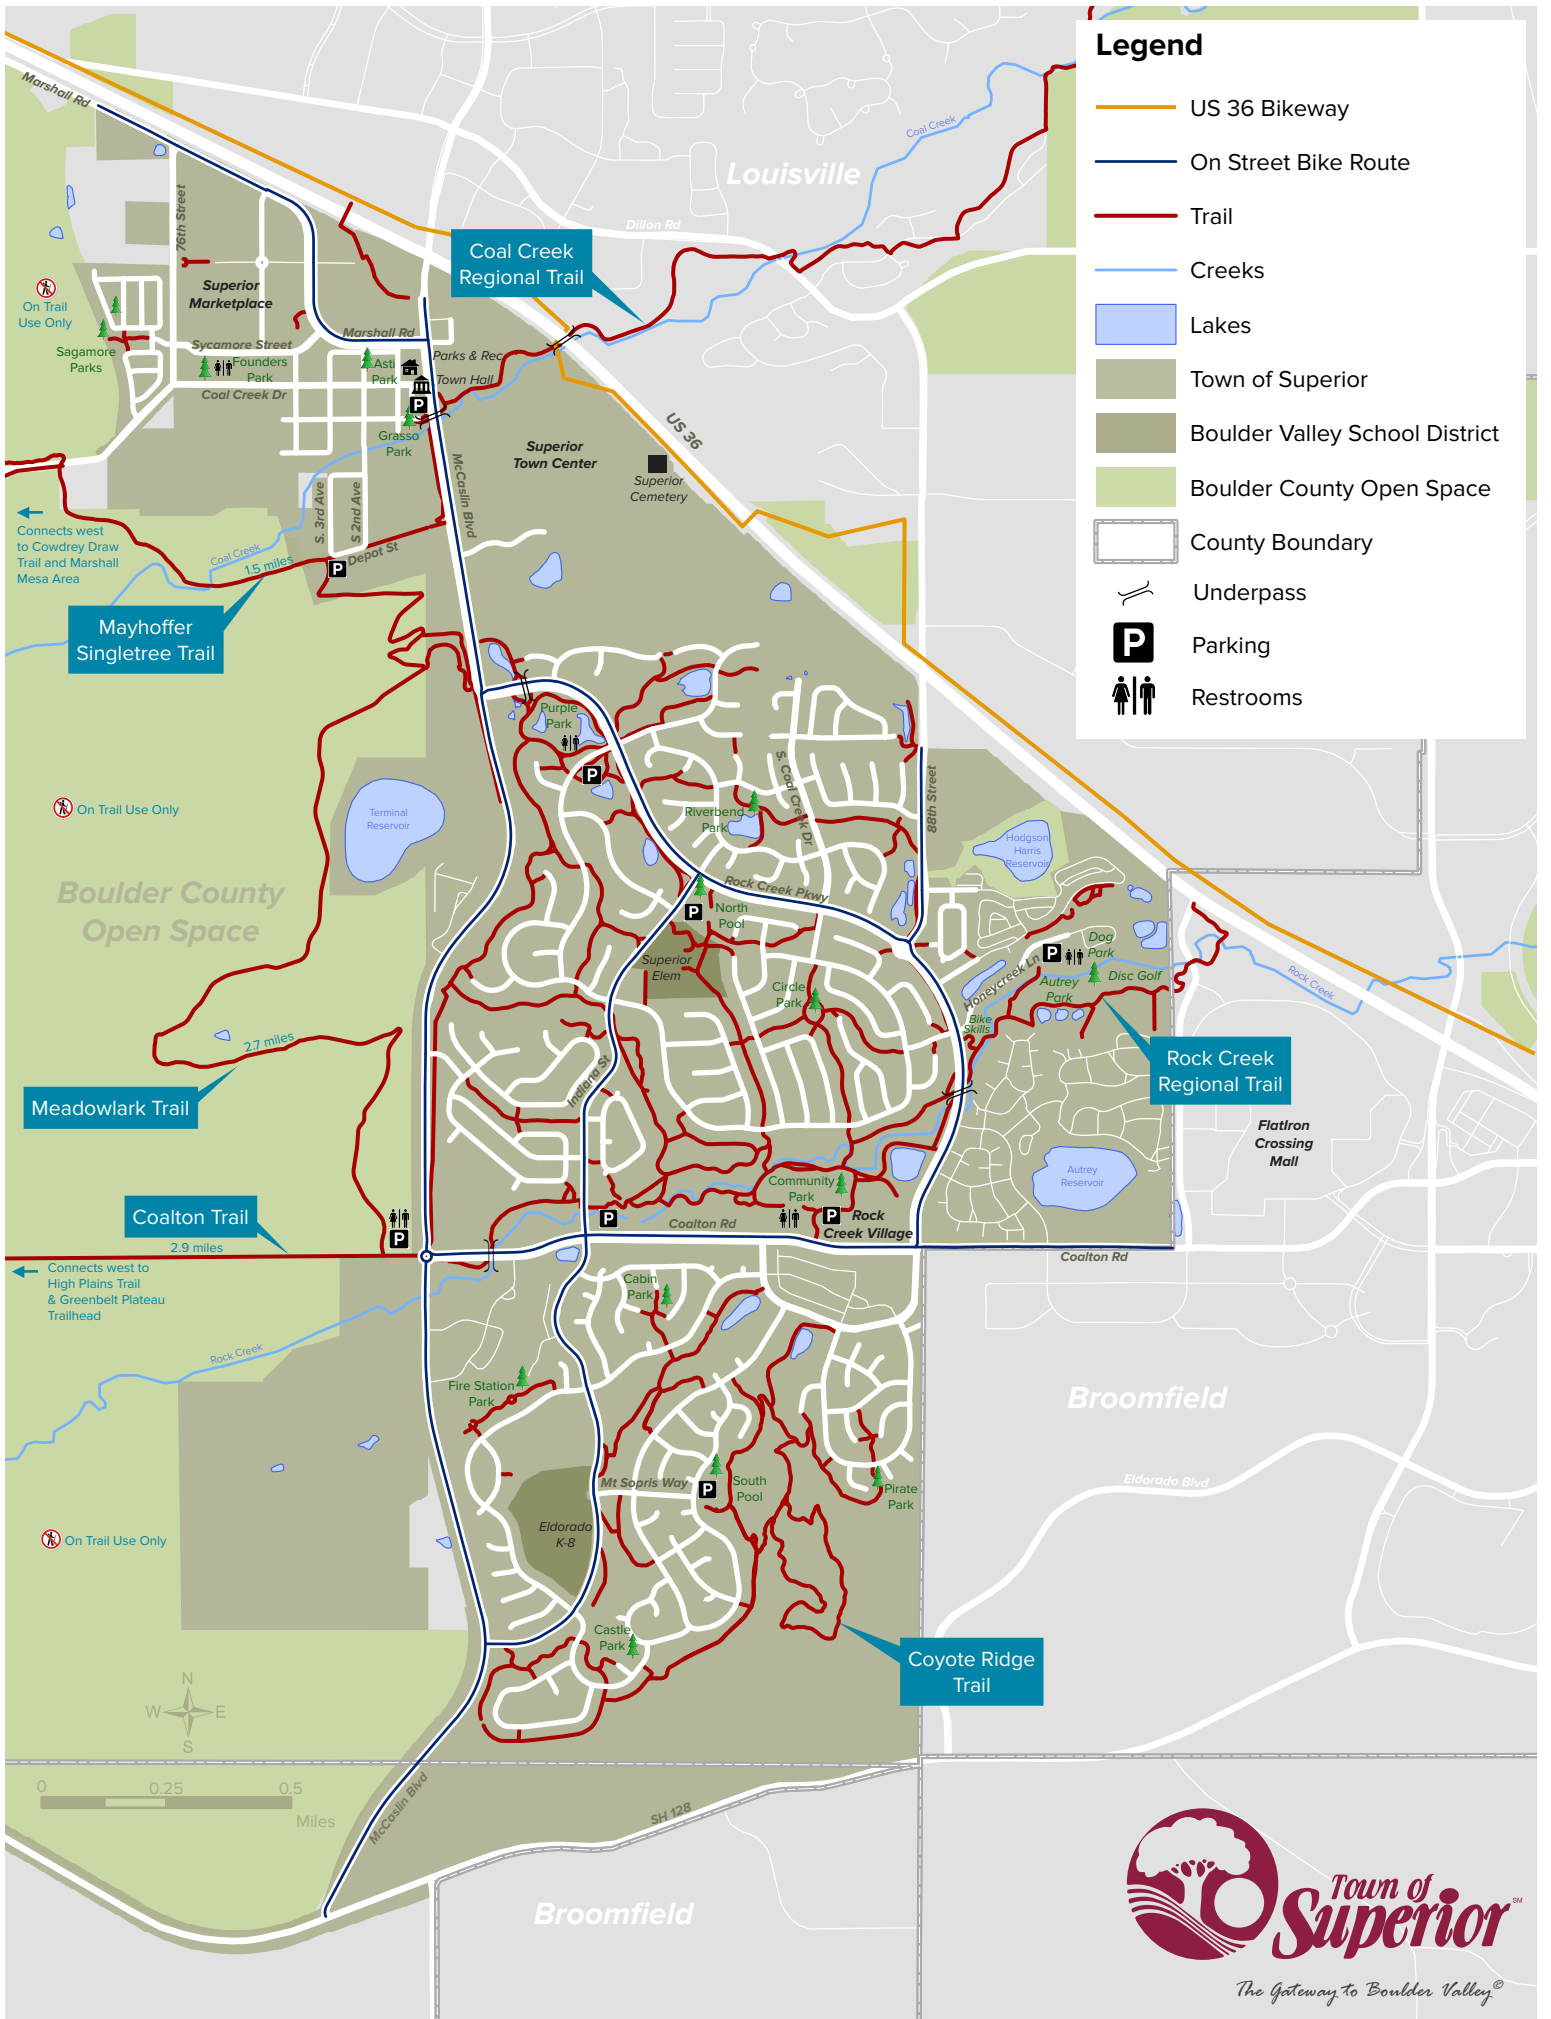 Legend
US 36 Bikeway
On Street Bike Route
Trail
Creeks
Lakes
Town of Superior
Boulder Valley School District
Boulder County Open Space
County Boundary
Underpass
P
Parking
Restrooms
Marshall Rd
Coal Creek
Louisville
Dillon Rd
76th Street
Coal Creek
Regional Trail
On Trail
Use Only
Superior
Marketplace
Sagamore
Parks
Sycamore Street
Marshall Rd
Founders
Park
Asti
Park
Parks & Rec
Town Hall
P
Coal Creek Dr
Grasso
Park
US 36
Superior
Town Center
Superior
Cemetery
McCaslin Blvd
S. 3rd Ave
S 2nd Ave
Connects west
to Cowdrey Draw
Trail and Marshall
Mesa Area
Coal Creek
1.5 miles
P
Depot St
Mayhoffer
Singletree Trail
Purple
Park
P
On Trail Use Only
Terminal
Reservoir
Riverbend
Park
S. Coal Creek Dr
88th Street
Hodgson
Harris
Reservoir
Boulder County
Open Space
Rock Creek Pkwy
P
North
Pool
Superior
Elem
Circle
Park
Honeycreek Ln
P
Dog
Park
Disc Golf
Autrey
Park
Bike
Skills
Rock Creek
Rock Creek
Regional Trail
2.7 miles
Meadowlark Trail
Indiana St
FlatIron
Crossing
Mall
Autrey
Reservoir
Community
Park
P
Rock
Creek Village
Coalton Trail
2.9 miles
P
P
Coalton Rd
Coalton Rd
Connects west to
High Plains Trail
& Greenbelt Plateau
Trailhead
Cabin
Park
Rock Creek
Fire Station
Park
Broomfield
Eldorado Blvd
Mt Sopris Way
P
South
Pool
Pirate
Park
Eldorado
K-8
On Trail Use Only
Castle
Park
Coyote Ridge
Trail
N
W
E
S
0
0.25
0.5
Miles
McCaslin Blvd
SH 128
Broomfield
Town of
Superior
SM
The Gateway to Boulder Valley©